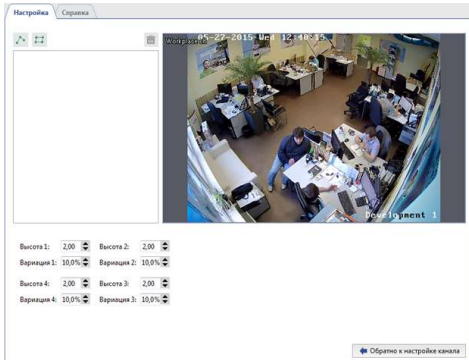 Настройка Справка
05-27-2015 Wed 12:40:15
Development 1
Высота 1: 2,00 Высота 2: 2,00
Вариация 1: 10,0% Вариация 2: 10,0%
Высота 4: 2,00 Высота 3: 2,00
Вариация 4: 10,0% Вариация 3: 10,0%
Обратно к настройке канала